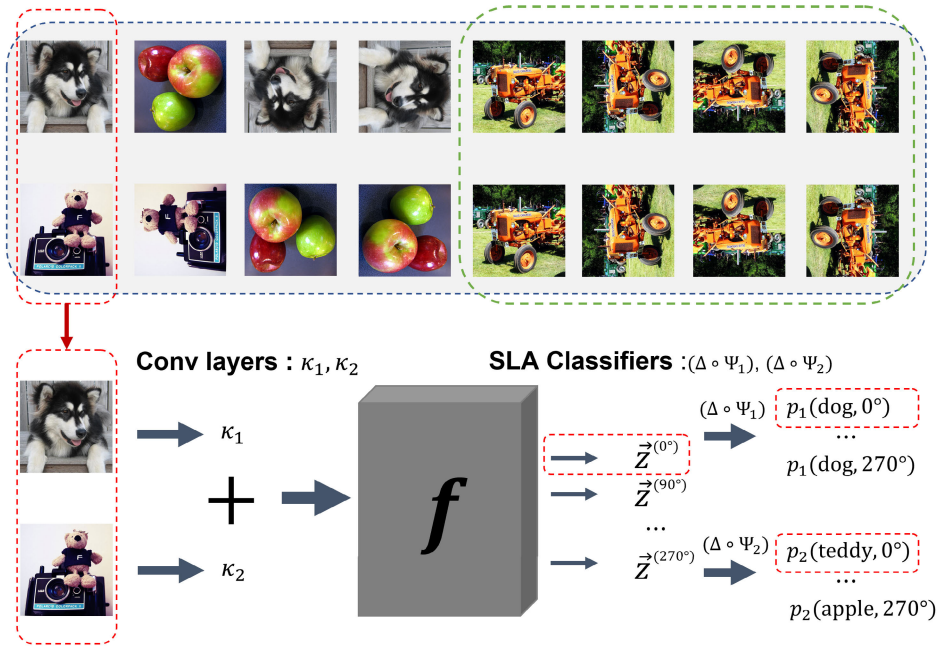 Conv layers : κ₁, κ₂
SLA Classifiers :(Δ ∘ Ψ₁), (Δ ∘ Ψ₂)
κ₁
+
κ₂
f
z⃗^(0°)
z⃗^(90°)
...
z⃗^(270°)
(Δ ∘ Ψ₁)
p₁(dog, 0°)
...
p₁(dog, 270°)
(Δ ∘ Ψ₂)
p₂(teddy, 0°)
...
p₂(apple, 270°)